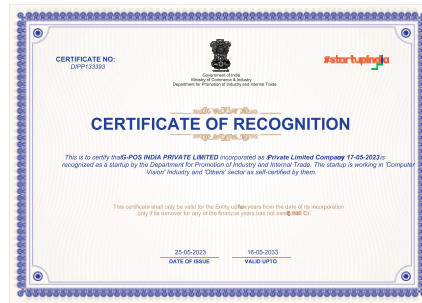 CERTIFICATE NO:
DIPP133393
#startupindia
Government of India
Ministry of Commerce & Industry
Department for Promotion of Industry and Internal Trade
CERTIFICATE OF RECOGNITION
This is to certify that G-POS INDIA PRIVATE LIMITED incorporated as a Private Limited Company 17-05-2023 is
recognized as a startup by the Department for Promotion of Industry and Internal Trade. The startup is working in 'Computer
Vision' Industry and 'Others' sector as self-certified by them.
This certificate shall only be valid for the Entity up to years from the date of its incorporation
only if its turnover for any of the financial years has not Cr.
25-05-2023
16-05-2033
DATE OF ISSUE
VALID UPTO